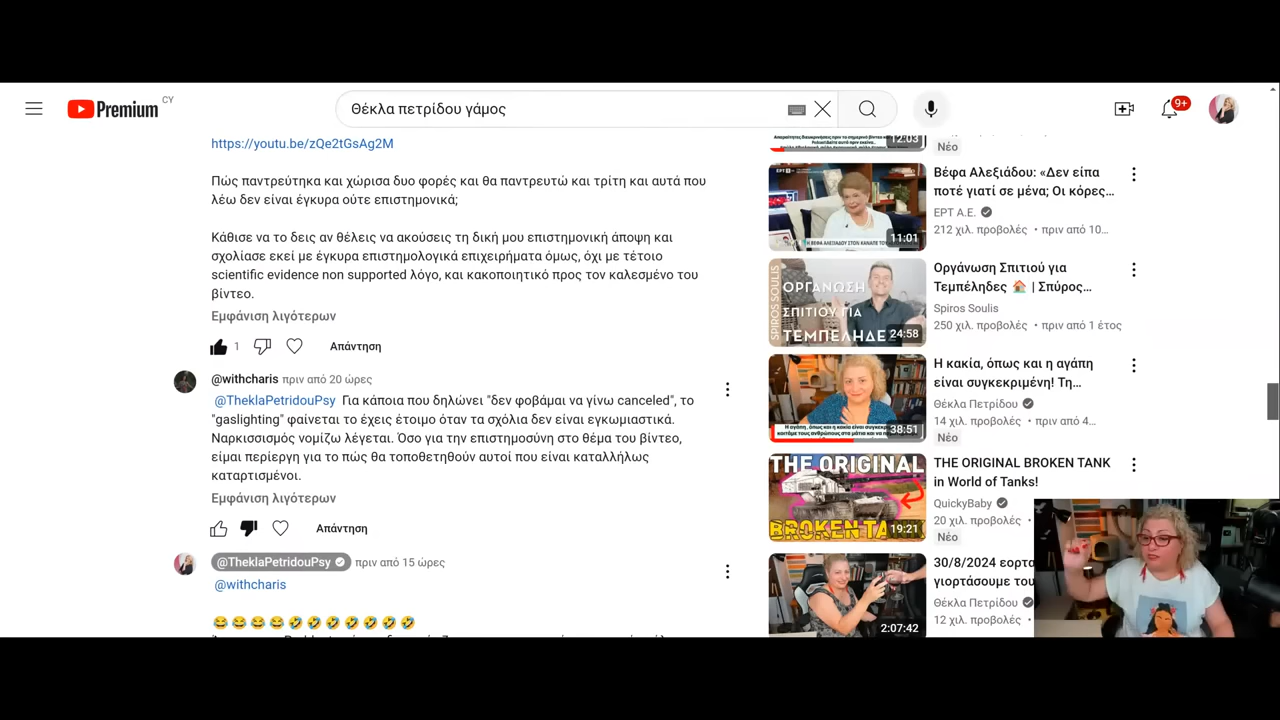 Premium CY
Θέκλα πετρίδου γάμος
9+
https://youtu.be/zQe2tGsAg2M
Πώς παντρεύτηκα και χώρισα δυο φορές και θα παντρευτώ και τρίτη και αυτά που
λέω δεν είναι έγκυρα ούτε επιστημονικά;
Κάθισε να το δεις αν θέλεις να ακούσεις τη δική μου επιστημονική άποψη και
σχολίασε εκεί με έγκυρα επιστημολογικά επιχειρήματα όμως, όχι με τέτοιο
scientific evidence non supported λόγο, και κακοποιητικό προς τον καλεσμένο του
βίντεο.
Εμφάνιση λιγότερων
1
Απάντηση
@withcharis πριν από 20 ώρες
@TheklaPetridouPsy Για κάποια που δηλώνει "δεν φοβάμαι να γίνω canceled", το
"gaslighting" φαίνεται το έχεις έτοιμο όταν τα σχόλια δεν είναι εγκωμιαστικά.
Ναρκισσισμός νομίζω λέγεται. Όσο για την επιστημοσύνη στο θέμα του βίντεο,
είμαι περίεργη για το πώς θα τοποθετηθούν αυτοί που είναι καταλλήλως
καταρτισμένοι.
Εμφάνιση λιγότερων
Απάντηση
@TheklaPetridouPsy πριν από 15 ώρες
@withcharis
😂😂😂😂🤣🤣🤣🤣🤣🤣🤣
12:03
Νέο
ΕΡΤ
11:01
Βέφα Αλεξιάδου: «Δεν είπα
ποτέ γιατί σε μένα; Οι κόρες...
ΕΡΤ Α.Ε.
212 χιλ. προβολές • πριν από 10...
SPIROS SOULIS
ΟΡΓΑΝΩΣΗ
ΣΠΙΤΙΟΥ ΓΙΑ
ΤΕΜΠΕΛΗΔΕ
24:58
Οργάνωση Σπιτιού για
Τεμπέληδες 🏠 | Σπύρος...
Spiros Soulis
250 χιλ. προβολές • πριν από 1 έτος
38:51
Η κακία, όπως και η αγάπη
είναι συγκεκριμένη! Τη...
Θέκλα Πετρίδου
14 χιλ. προβολές • πριν από 4...
Νέο
THE ORIGINAL
BROKEN TA
19:21
THE ORIGINAL BROKEN TANK
in World of Tanks!
QuickyBaby
20 χιλ. προβολές •
Νέο
2:07:42
30/8/2024 εορτα
γιορτάσουμε του
Θέκλα Πετρίδου
12 χιλ. προβολές •